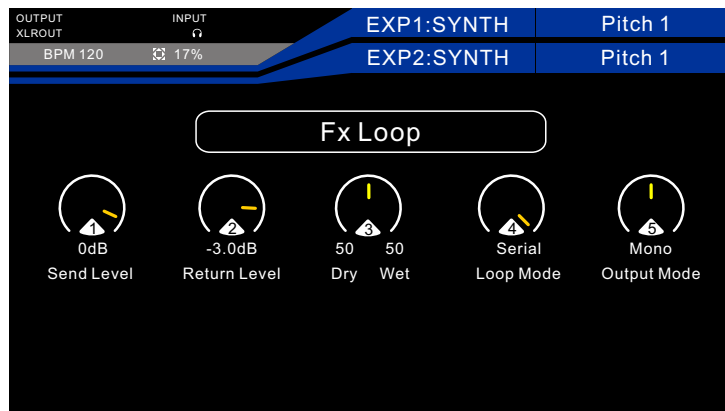 OUTPUT INPUT
XLROUT
BPM 120 17%
EXP1:SYNTH Pitch 1
EXP2:SYNTH Pitch 1
Fx Loop
1 2 3 4 5
0dB -3.0dB 50 50 Serial Mono
Send Level Return Level Dry Wet Loop Mode Output Mode